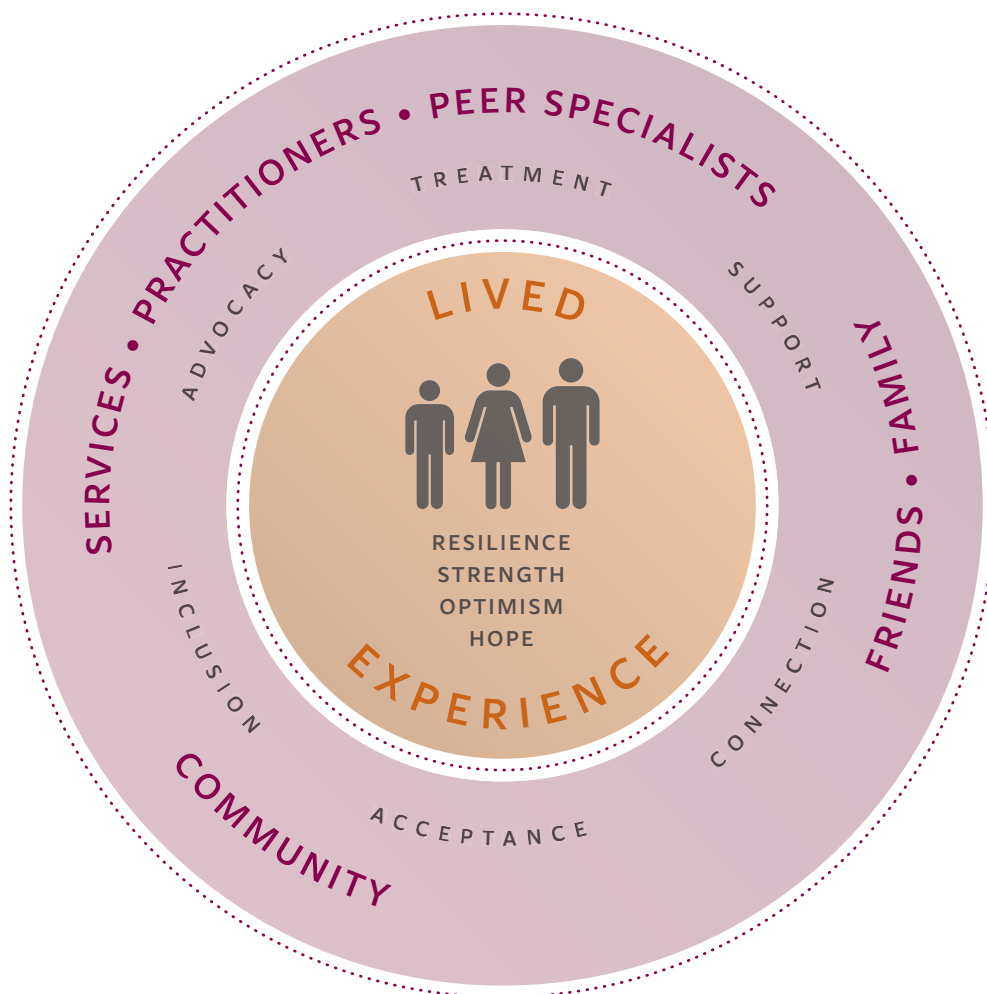 SERVICES • PRACTITIONERS • PEER SPECIALISTS
FRIENDS • FAMILY
COMMUNITY
TREATMENT
SUPPORT
CONNECTION
ACCEPTANCE
INCLUSION
ADVOCACY
LIVED
RESILIENCE
STRENGTH
OPTIMISM
HOPE
EXPERIENCE